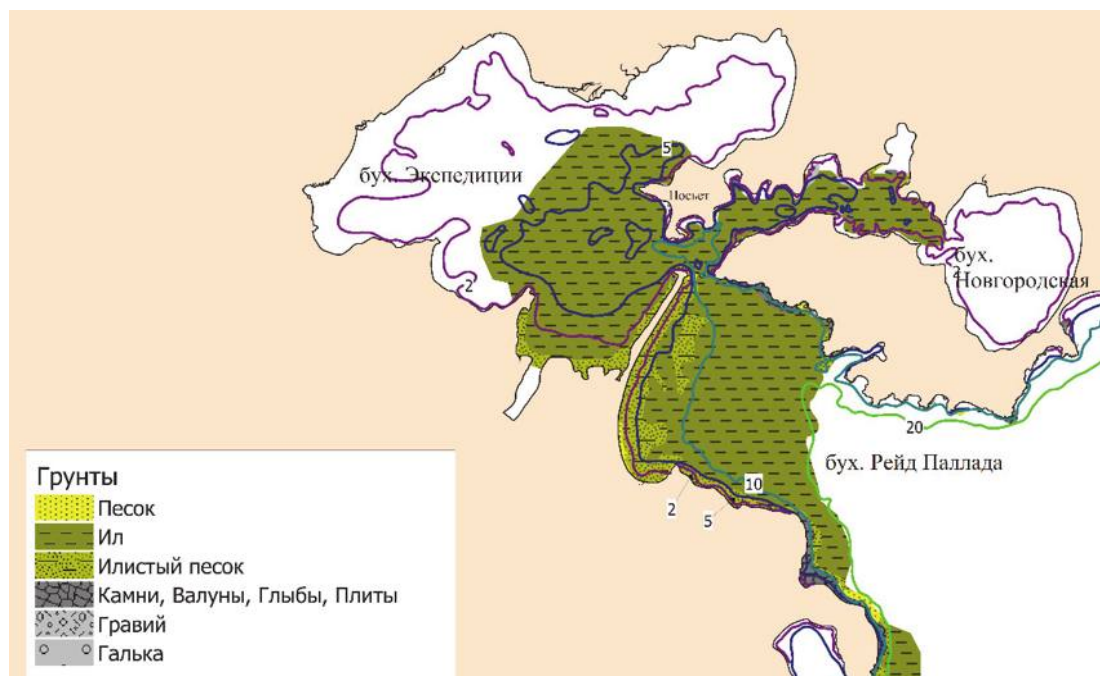 5
бух. Экспедиции
Посьет
бух.
2
Новгородская
2
20
бух. Рейд Паллада
10
2
5
Грунты
Песок
Ил
Илистый песок
Камни, Валуны, Глыбы, Плиты
Гравий
Галька